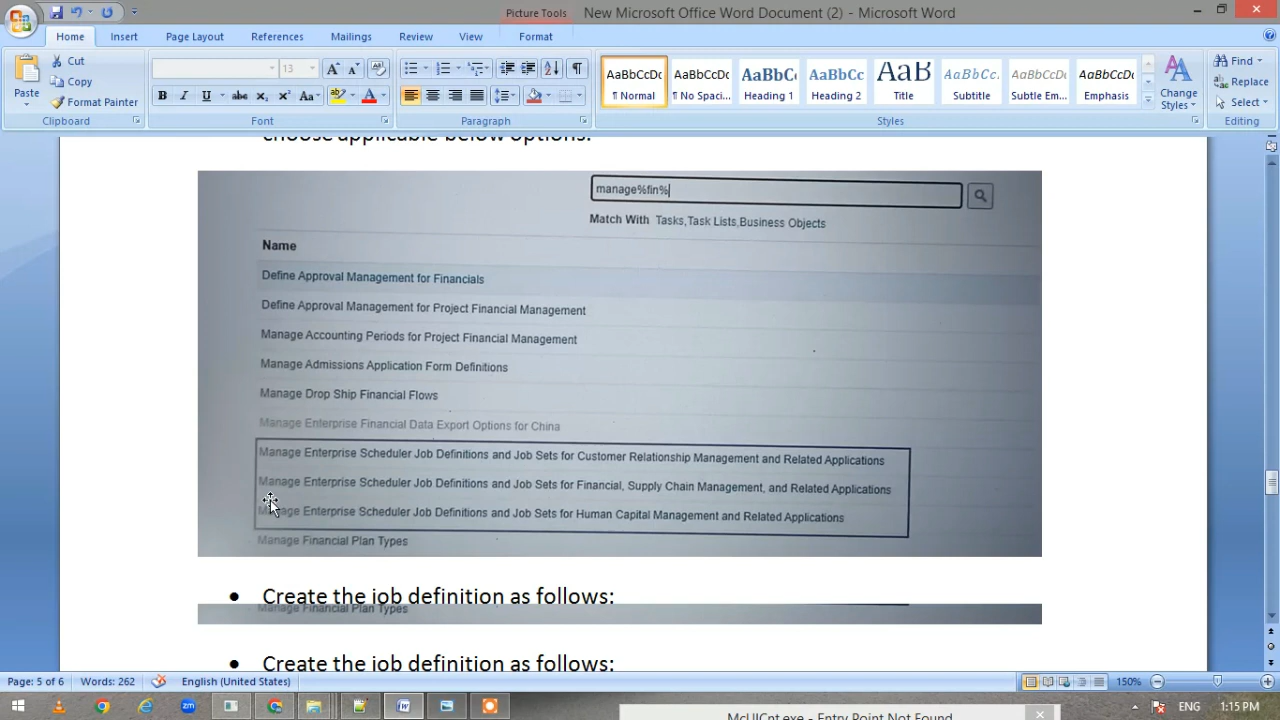 Picture Tools
New Microsoft Office Word Document (2) - Microsoft Word
Home Insert Page Layout References Mailings Review View Format
Paste
Cut
Copy
Format Painter
Clipboard
13
Font
Paragraph
AaBbCcDc AaBbCcDc AaBbC AaBbCc AaB AaBbCc. AaBbCcDc AaBbCcDc
¶ Normal ¶ No Spaci... Heading 1 Heading 2 Title Subtitle Subtle Em... Emphasis
Styles
Change
Styles
Find
Replace
Select
Editing
choose applicable below options:
manage%fin%
Match With Tasks,Task Lists,Business Objects
Name
Define Approval Management for Financials
Define Approval Management for Project Financial Management
Manage Accounting Periods for Project Financial Management
Manage Admissions Application Form Definitions
Manage Drop Ship Financial Flows
Manage Enterprise Financial Data Export Options for China
Manage Enterprise Scheduler Job Definitions and Job Sets for Customer Relationship Management and Related Applications
Manage Enterprise Scheduler Job Definitions and Job Sets for Financial, Supply Chain Management, and Related Applications
Manage Enterprise Scheduler Job Definitions and Job Sets for Human Capital Management and Related Applications
Manage Financial Plan Types
• Create the job definition as follows:
Manage Financial Plan Types
• Create the job definition as follows:
Page: 5 of 6 Words: 262 English (United States) 150%
McUICnt.exe - Entry Point Not Found
ENG 1:15 PM